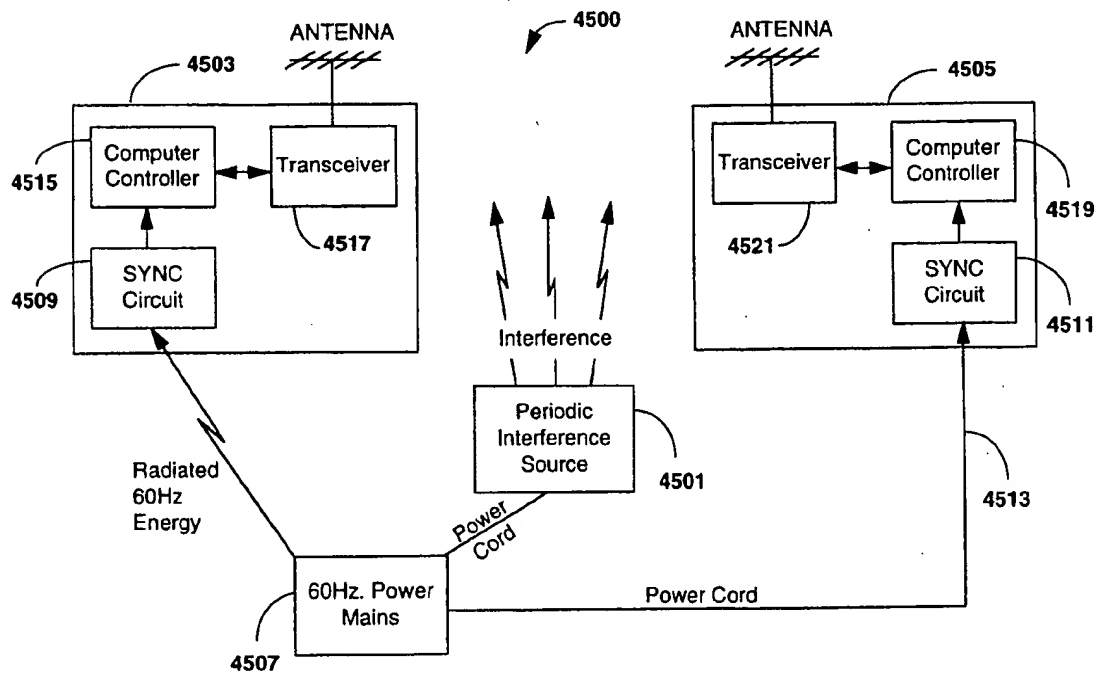 4500
ANTENNA
ANTENNA
4503
4505
4515
Computer
Controller
Transceiver
4517
Transceiver
4521
Computer
Controller
4519
4509
SYNC
Circuit
SYNC
Circuit
4511
Interference
Periodic
Interference
Source
4501
Radiated
60Hz
Energy
Power
Cord
4513
60Hz. Power
Mains
4507
Power Cord